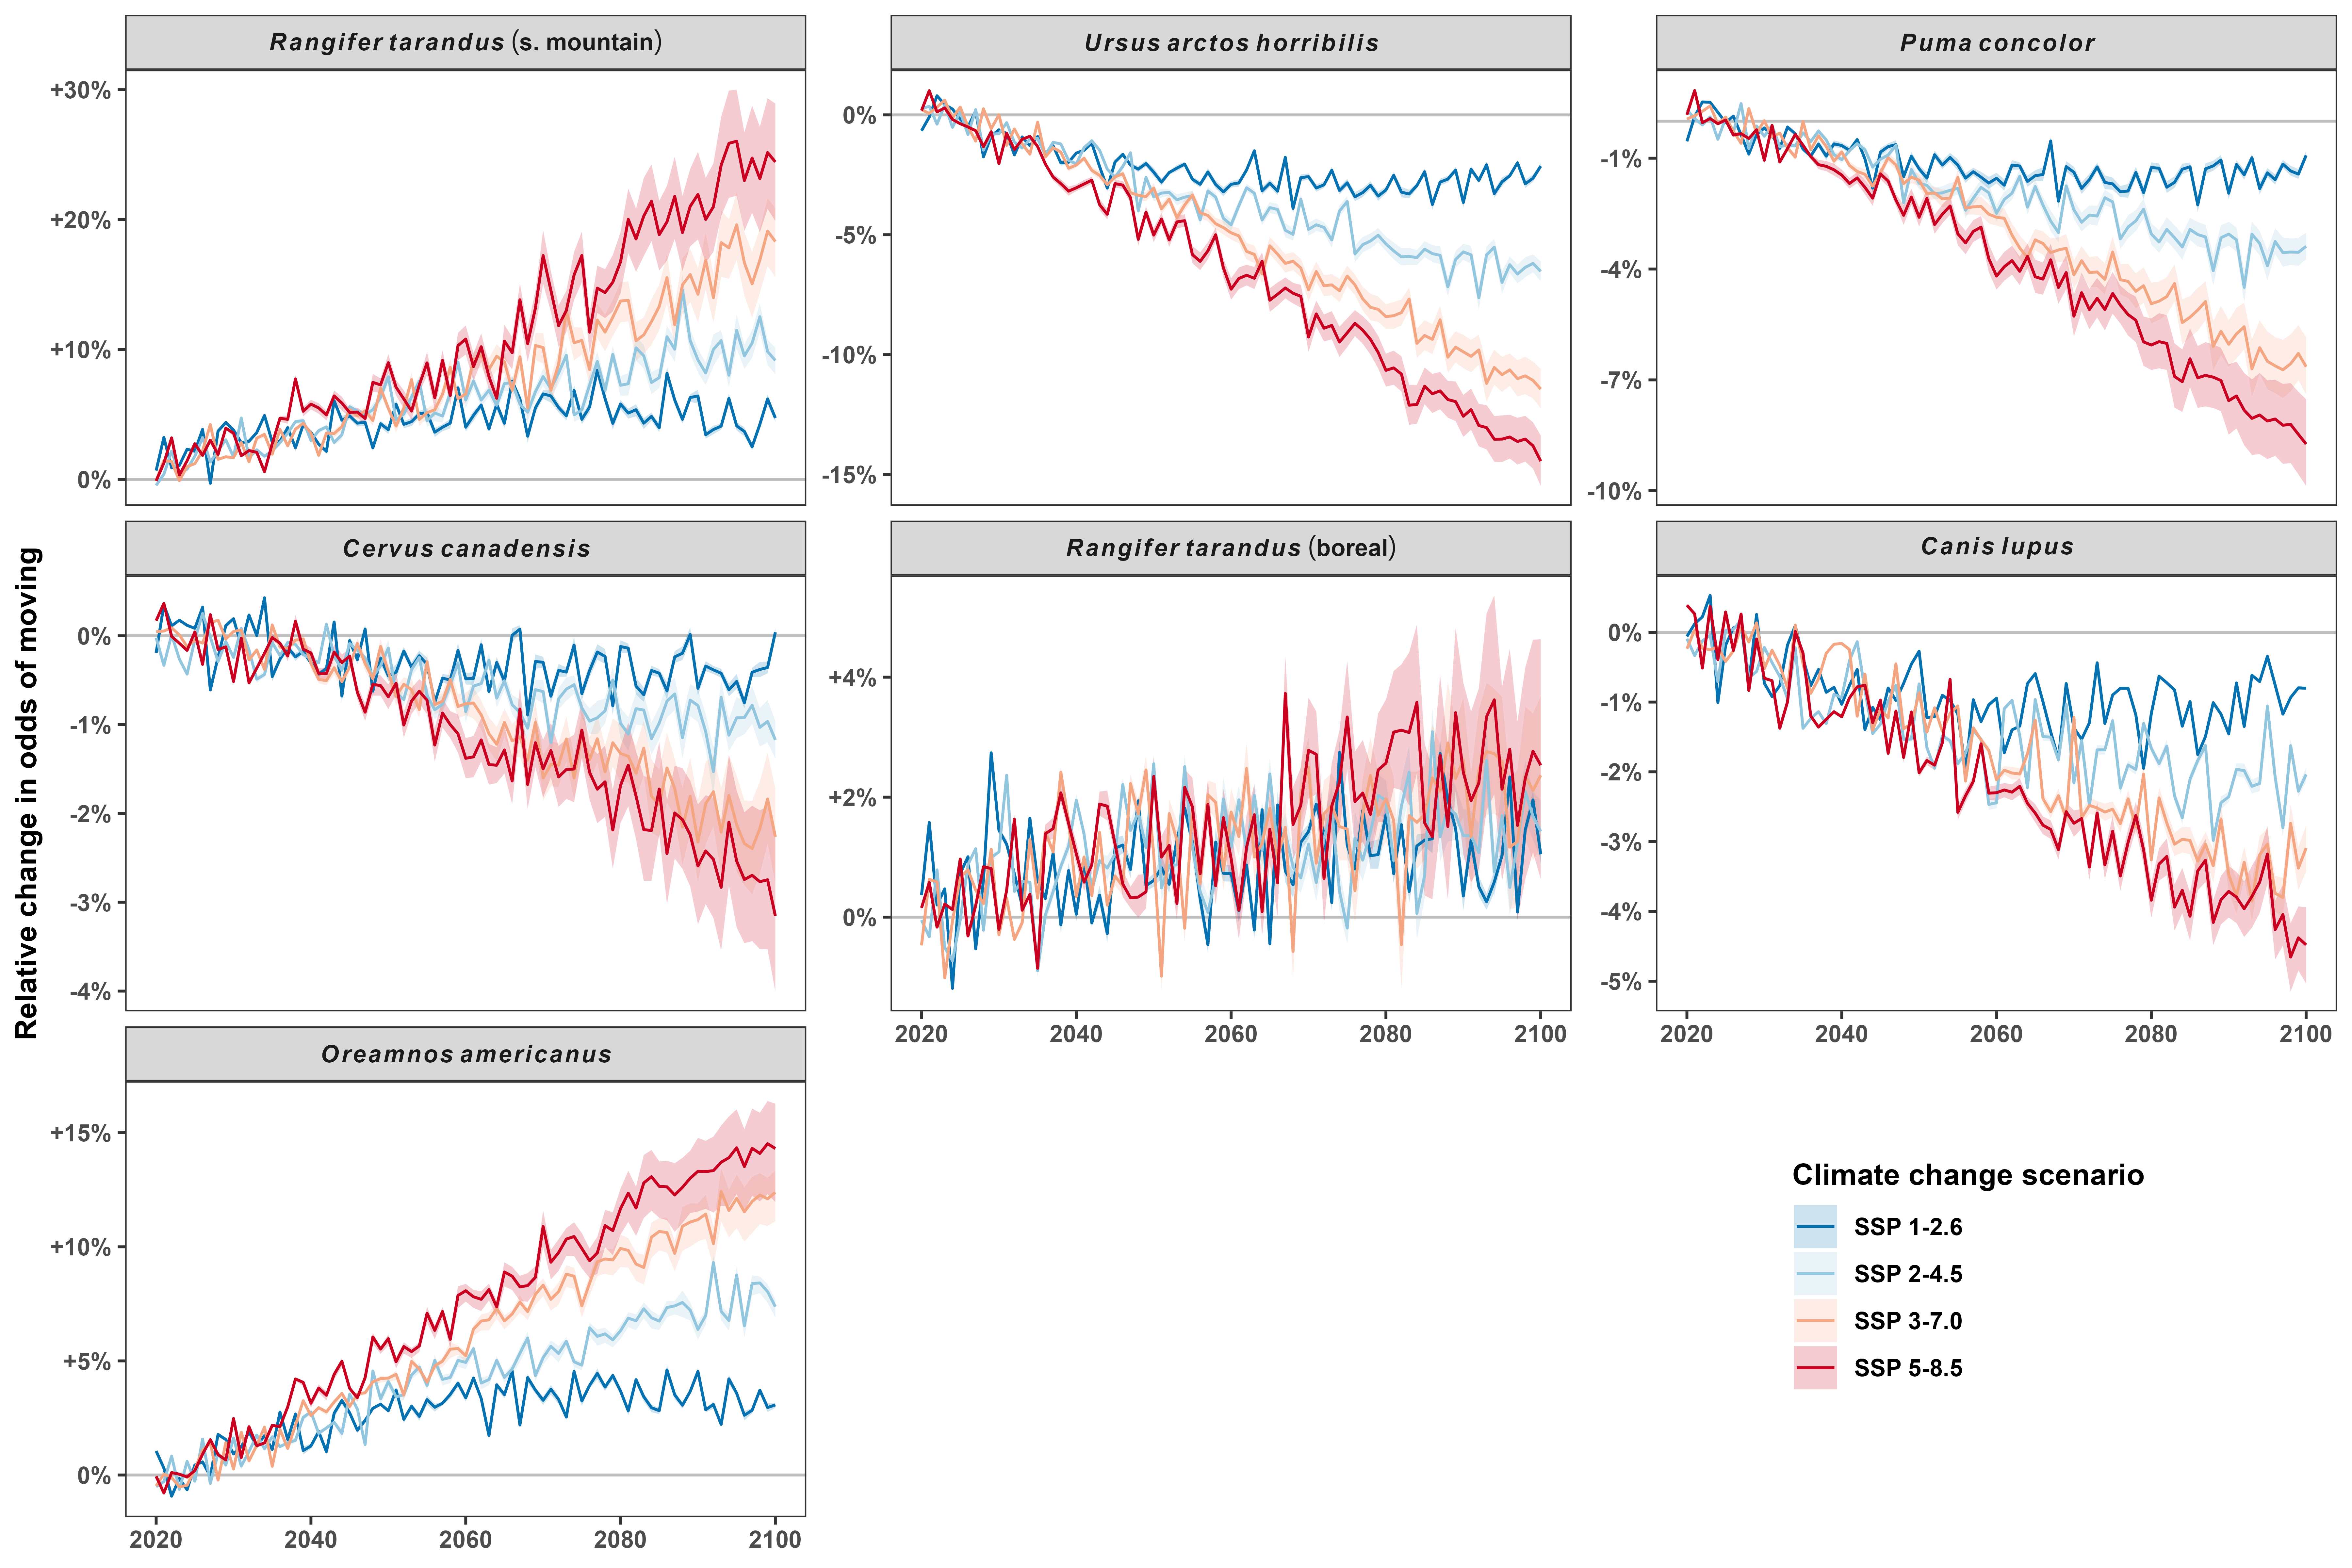 Rangifer tarandus (s. mountain)
Ursus arctos horribilis
Puma concolor
+30%
+20%
+10%
0%
0%
-5%
-10%
-15%
-1%
-4%
-7%
-10%
Relative change in odds of moving
Cervus canadensis
Rangifer tarandus (boreal)
Canis lupus
0%
-1%
-2%
-3%
-4%
+4%
+2%
0%
0%
-1%
-2%
-3%
-4%
-5%
2020 2040 2060 2080 2100
2020 2040 2060 2080 2100
Oreamnos americanus
+15%
+10%
+5%
0%
2020 2040 2060 2080 2100
Climate change scenario
SSP 1-2.6
SSP 2-4.5
SSP 3-7.0
SSP 5-8.5